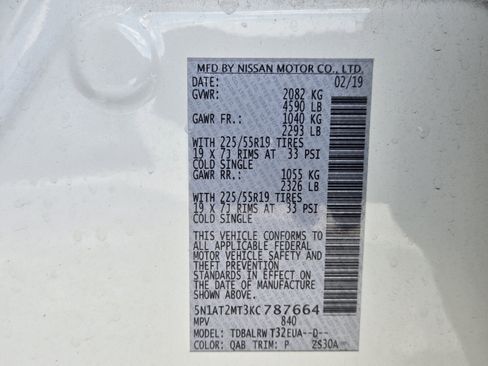 MFD BY NISSAN MOTOR CO., LTD.
DATE: 02/19
GVWR: 2082 KG
4590 LB
GAWR FR.: 1040 KG
2293 LB
WITH 225/55R19 TIRES
19 X 7J RIMS AT 33 PSI
COLD SINGLE
GAWR RR.: 1055 KG
2326 LB
WITH 225/55R19 TIRES
19 X 7J RIMS AT 33 PSI
COLD SINGLE
THIS VEHICLE CONFORMS TO
ALL APPLICABLE FEDERAL
MOTOR VEHICLE SAFETY AND
THEFT PREVENTION
STANDARDS IN EFFECT ON
THE DATE OF MANUFACTURE
SHOWN ABOVE.
5N1AT2MT3KC787664
MPV 840
MODEL: TDBALRW T32EUA--D--
COLOR: QAB TRIM: P ZS30A